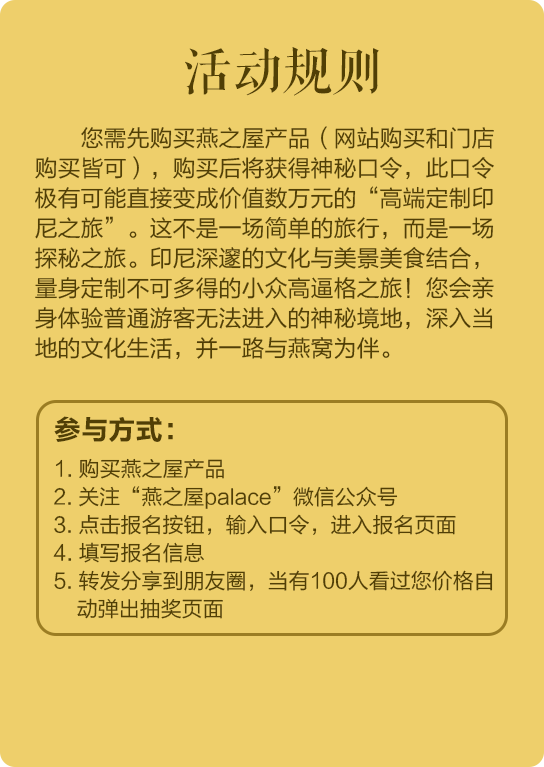 活动规则
您需先购买燕之屋产品（网站购买和门店
购买皆可），购买后将获得神秘口令，此口令
极有可能直接变成价值数万元的“高端定制印
尼之旅”。这不是一场简单的旅行，而是一场
探秘之旅。印尼深邃的文化与美景美食结合，
量身定制不可多得的小众高逼格之旅！您会亲
身体验普通游客无法进入的神秘境地，深入当
地的文化生活，并一路与燕窝为伴。
参与方式：
1. 购买燕之屋产品
2. 关注“燕之屋palace”微信公众号
3. 点击报名按钮，输入口令，进入报名页面
4. 填写报名信息
5. 转发分享到朋友圈，当有100人看过您价格自
动弹出抽奖页面